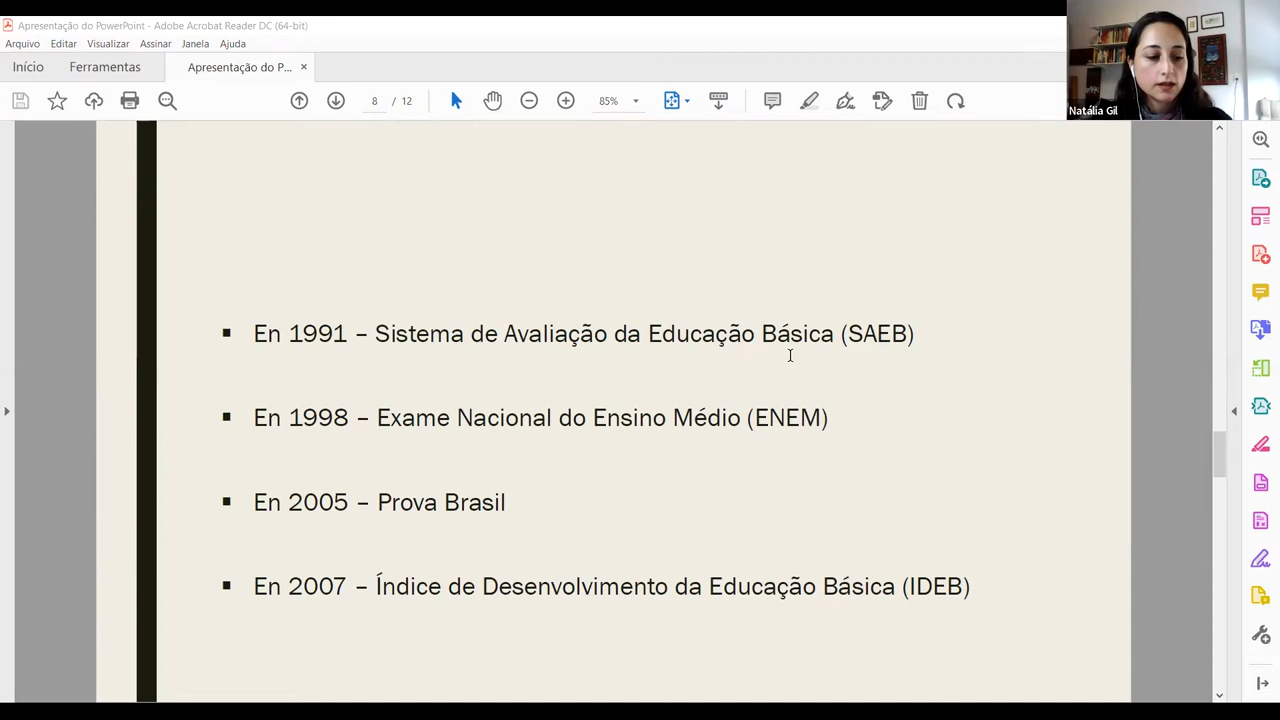 Apresentação do PowerPoint - Adobe Acrobat Reader DC (64-bit)
Arquivo Editar Visualizar Assinar Janela Ajuda
Início Ferramentas Apresentação do P... ×
8 / 12 85%
Natália Gil
▪ En 1991 – Sistema de Avaliação da Educação Básica (SAEB)
▪ En 1998 – Exame Nacional do Ensino Médio (ENEM)
▪ En 2005 – Prova Brasil
▪ En 2007 – Índice de Desenvolvimento da Educação Básica (IDEB)